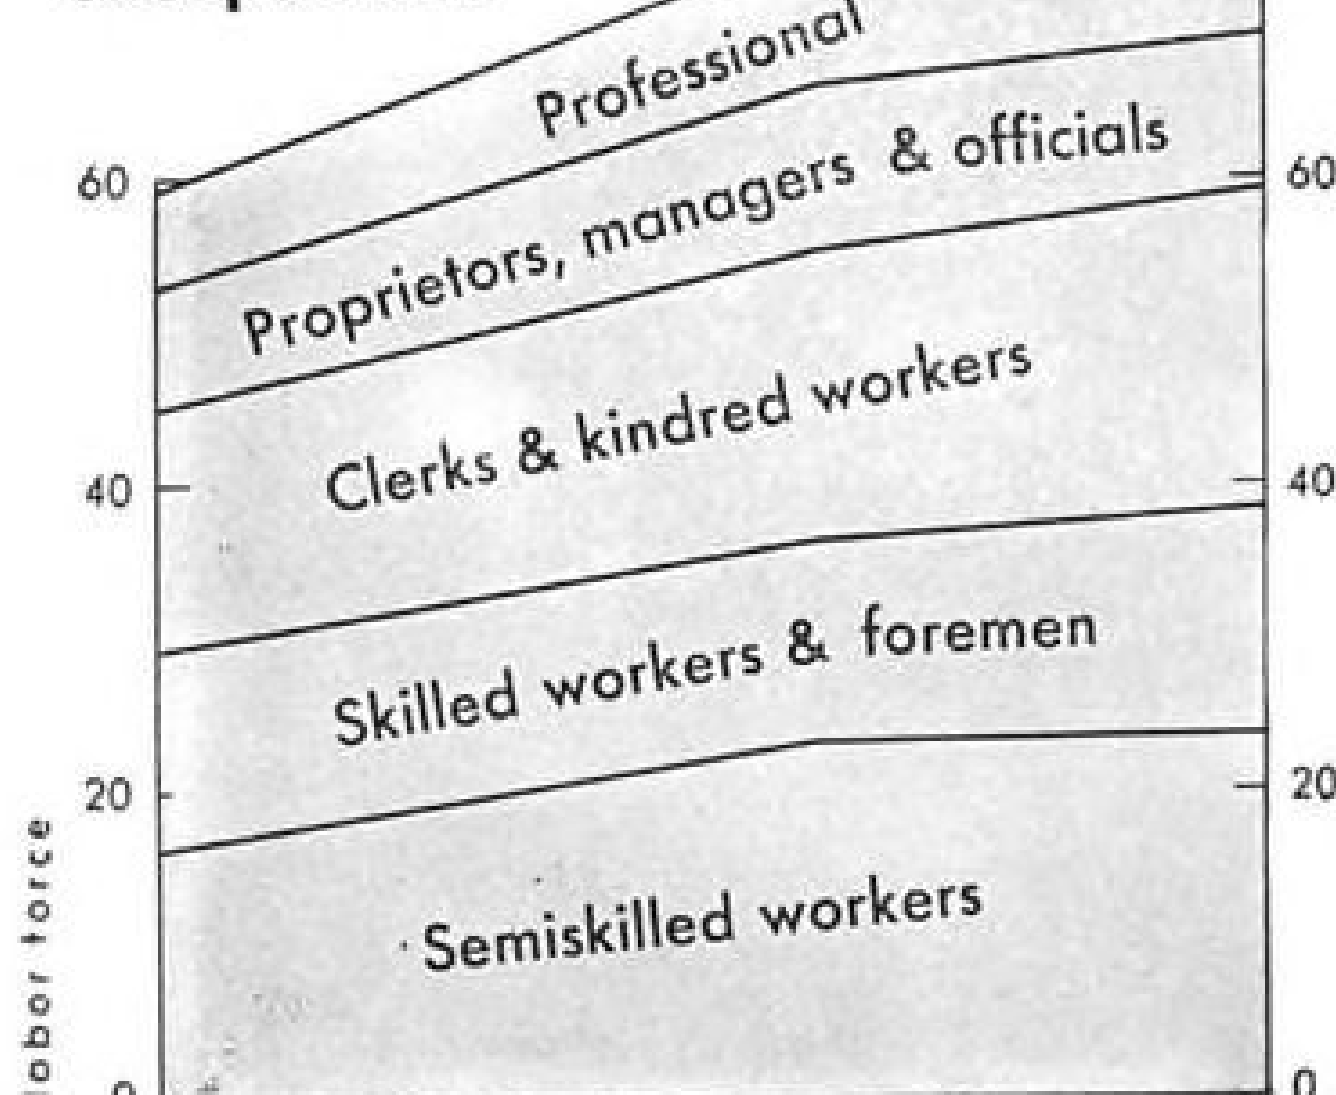 Professional
60
Proprietors, managers & officials
60
Clerks & kindred workers
40
40
Skilled workers & foremen
20
20
Semiskilled workers
labor force
0
0